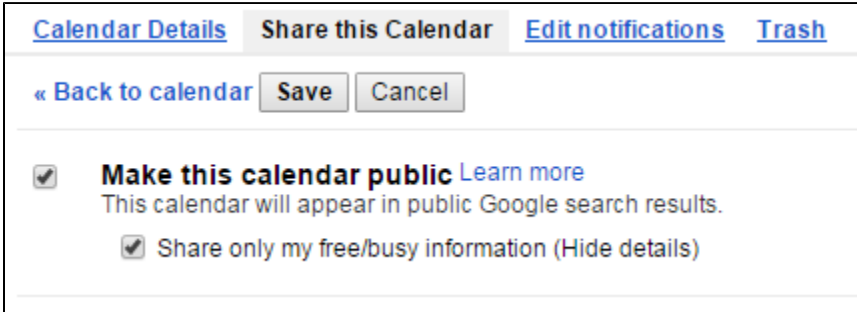 Calendar Details Share this Calendar Edit notifications Trash
« Back to calendar Save Cancel
Make this calendar public Learn more
This calendar will appear in public Google search results.
Share only my free/busy information (Hide details)